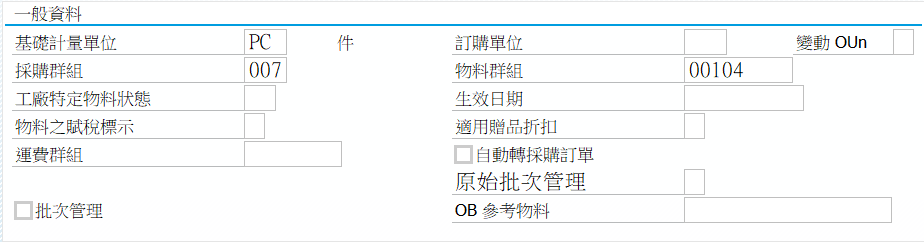 一般資料
基礎計量單位 PC 件 訂購單位 變動 OUn
採購群組 007 物料群組 00104
工廠特定物料狀態 生效日期
物料之賦稅標示 適用贈品折扣
運費群組 自動轉採購訂單
原始批次管理
批次管理 OB 參考物料